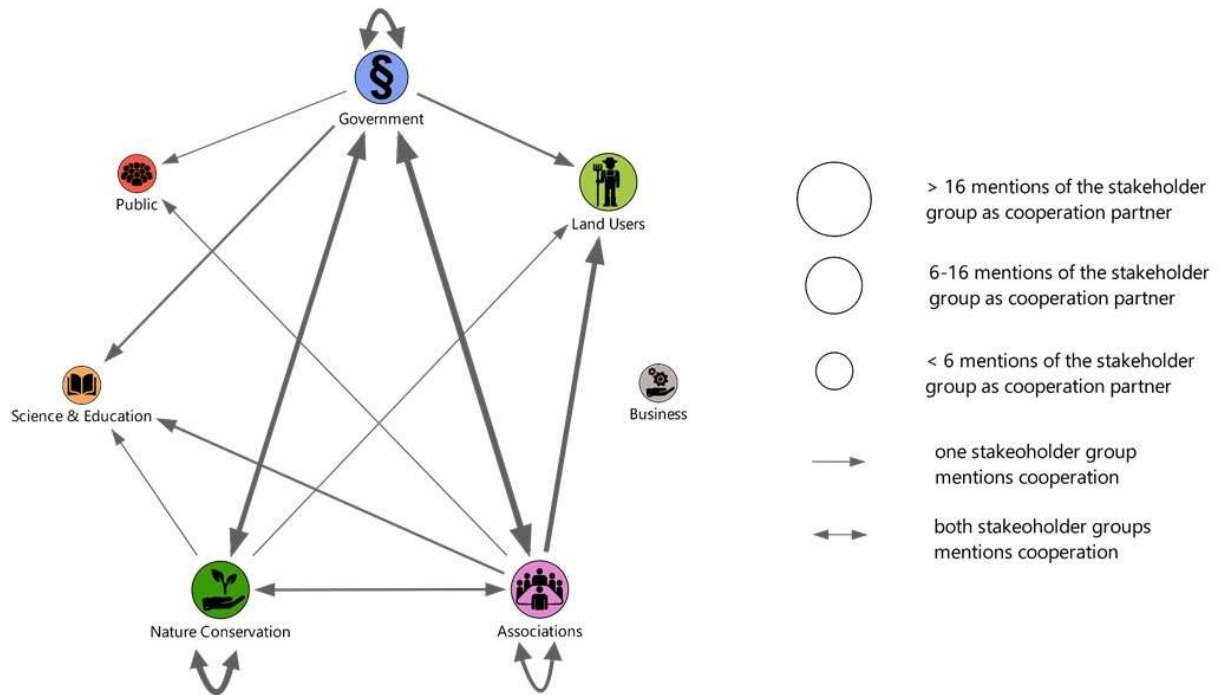 §
Government
Public
Land Users
Science & Education
Business
Nature Conservation
Associations
> 16 mentions of the stakeholder
group as cooperation partner
6-16 mentions of the stakeholder
group as cooperation partner
< 6 mentions of the stakeholder
group as cooperation partner
one stakeoholder group
mentions cooperation
both stakeoholder groups
mentions cooperation